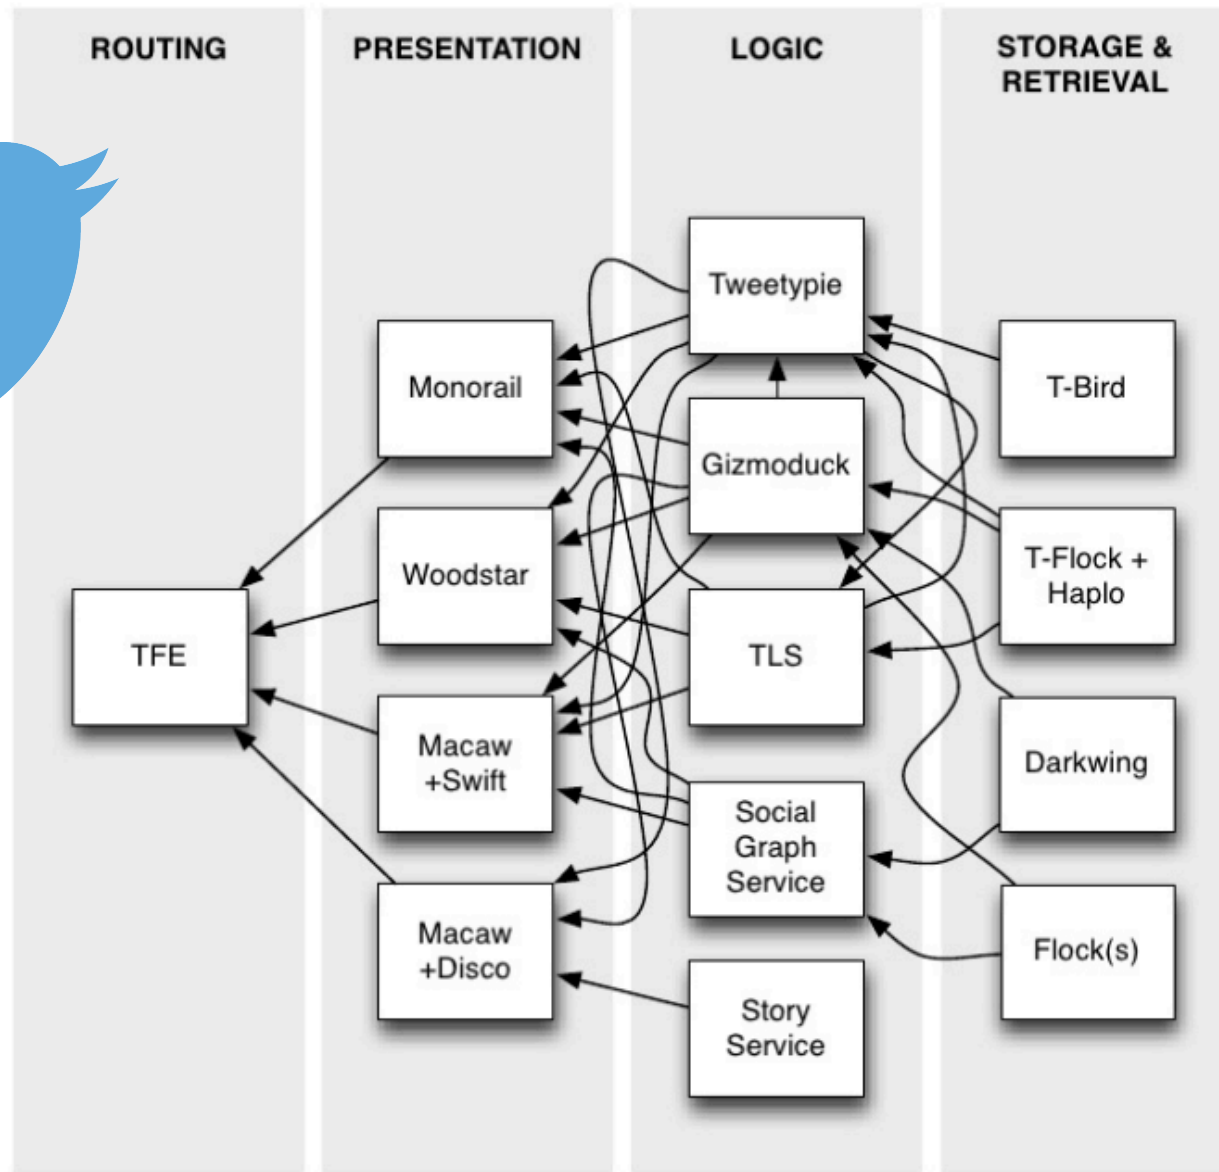 ROUTING
PRESENTATION
LOGIC
STORAGE &
RETRIEVAL
TFE
Monorail
Woodstar
Macaw
+Swift
Macaw
+Disco
Tweetypie
Gizmoduck
TLS
Social
Graph
Service
Story
Service
T-Bird
T-Flock +
Haplo
Darkwing
Flock(s)